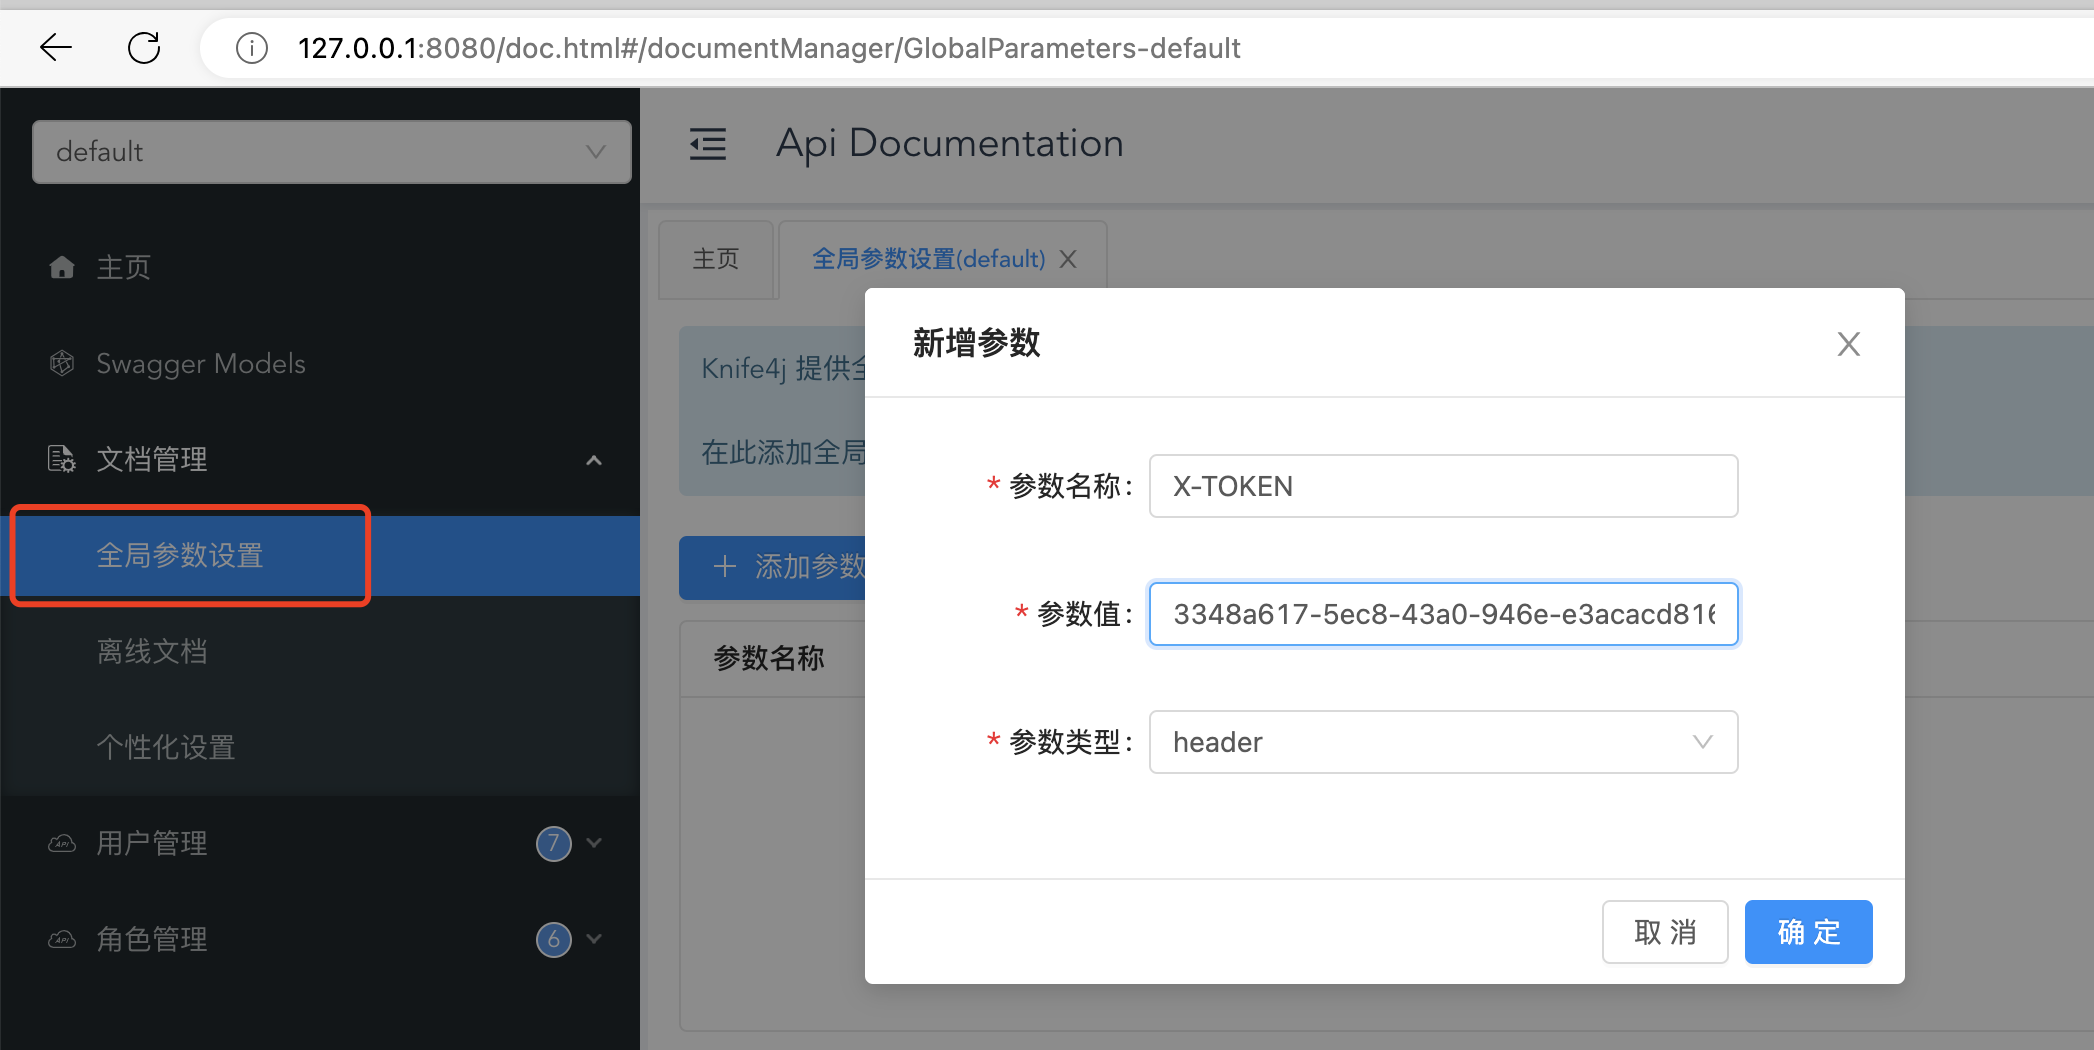 127.0.0.1:8080/doc.html#/documentManager/GlobalParameters-default
default
主页
Swagger Models
文档管理
全局参数设置
离线文档
个性化设置
用户管理 7
角色管理 6
Api Documentation
主页
全局参数设置(default)
Knife4j 提供全
在此添加全局
添加参数
参数名称
新增参数
* 参数名称: X-TOKEN
* 参数值: 3348a617-5ec8-43a0-946e-e3acacd816
* 参数类型: header
取 消
确 定